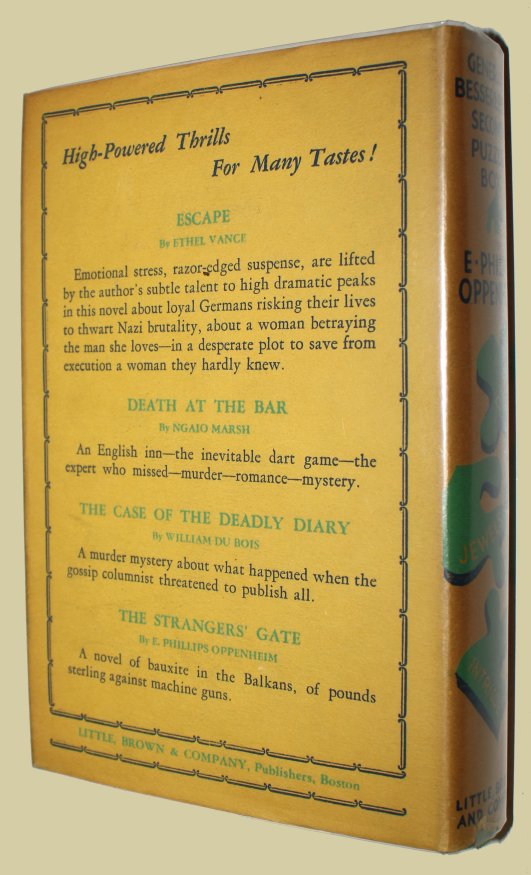 High-Powered Thrills
For Many Tastes!
ESCAPE
By ETHEL VANCE
Emotional stress, razor-edged suspense, are lifted
by the author's subtle talent to high dramatic peaks
in this novel about loyal Germans risking their lives
to thwart Nazi brutality, about a woman betraying
the man she loves—in a desperate plot to save from
execution a woman they hardly knew.
DEATH AT THE BAR
By NGAIO MARSH
An English inn—the inevitable dart game—the
expert who missed—murder—romance—mystery.
THE CASE OF THE DEADLY DIARY
By WILLIAM DU BOIS
A murder mystery about what happened when the
gossip columnist threatened to publish all.
THE STRANGERS' GATE
By E. PHILLIPS OPPENHEIM
A novel of bauxite in the Balkans, of pounds
sterling against machine guns.
LITTLE, BROWN & COMPANY, Publishers, Boston
GENER
BESSER
SECON
PUZZ
BO
E·PHI
OPPEN
JEWE
LITTLE, B
AND CO